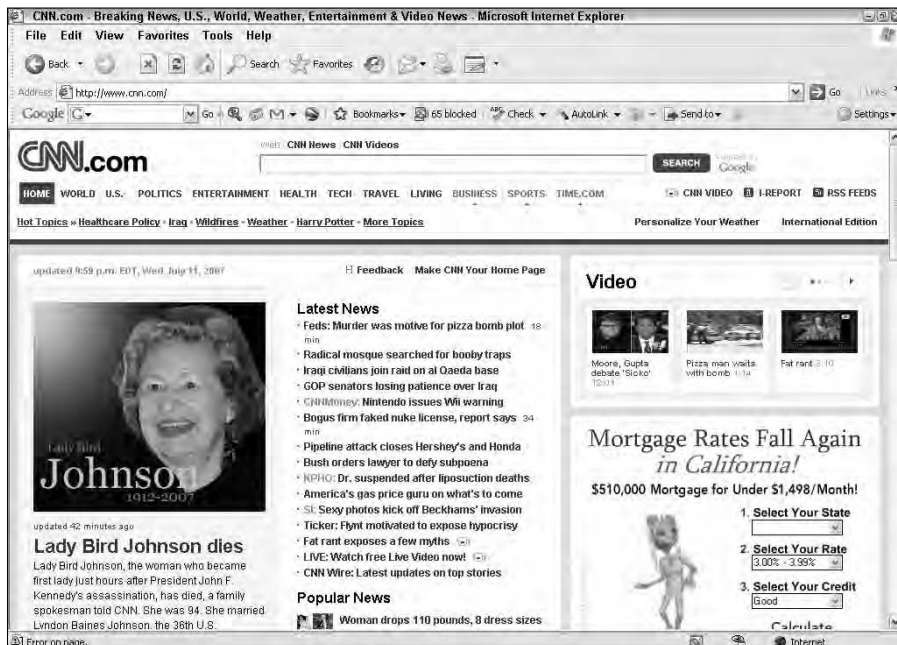 CNN.com - Breaking News, U.S., World, Weather, Entertainment & Video News - Microsoft Internet Explorer
File Edit View Favorites Tools Help
Back Search Favorites
Address http://www.cnn.com/ Go Links
Google G Go Bookmarks 65 blocked Check AutoLink Send to Settings
CNN.com
Web CNN News CNN Videos
SEARCH Google
HOME WORLD U.S. POLITICS ENTERTAINMENT HEALTH TECH TRAVEL LIVING BUSINESS SPORTS TIME.COM CNN VIDEO I-REPORT RSS FEEDS
Hot Topics » Healthcare Policy · Iraq · Wildfires · Weather · Harry Potter · More Topics Personalize Your Weather International Edition
updated 9:59 p.m. EDT, Wed July 11, 2007 Feedback Make CNN Your Home Page
Lady Bird
Johnson
1912-2007
updated 42 minutes ago
Lady Bird Johnson dies
Lady Bird Johnson, the woman who became
first lady just hours after President John F.
Kennedy's assassination, has died, a family
spokesman told CNN. She was 94. She married
Lyndon Baines Johnson, the 36th U.S.
Latest News
· Feds: Murder was motive for pizza bomb plot 18
min
· Radical mosque searched for booby traps
· Iraqi civilians join raid on al Qaeda base
· GOP senators losing patience over Iraq
· CNNMoney: Nintendo issues Wii warning
· Bogus firm faked nuke license, report says 34
min
· Pipeline attack closes Hershey's and Honda
· Bush orders lawyer to defy subpoena
· KPHO: Dr. suspended after liposuction deaths
· America's gas price guru on what's to come
· SI: Sexy photos kick off Beckhams' invasion
· Ticker: Flynt motivated to expose hypocrisy
· Fat rant exposes a few myths
· LIVE: Watch free Live Video now!
· CNN Wire: Latest updates on top stories
Popular News
Woman drops 110 pounds, 8 dress sizes
Video
Moore, Gupta
debate 'Sicko'
12:01
Pizza man waits
with bomb
Fat rant 3:10
Mortgage Rates Fall Again
in California!
$510,000 Mortgage for Under $1,498/Month!
1. Select Your State
2. Select Your Rate
3.00% - 3.99%
3. Select Your Credit
Good
Calculate
Error on page. Internet